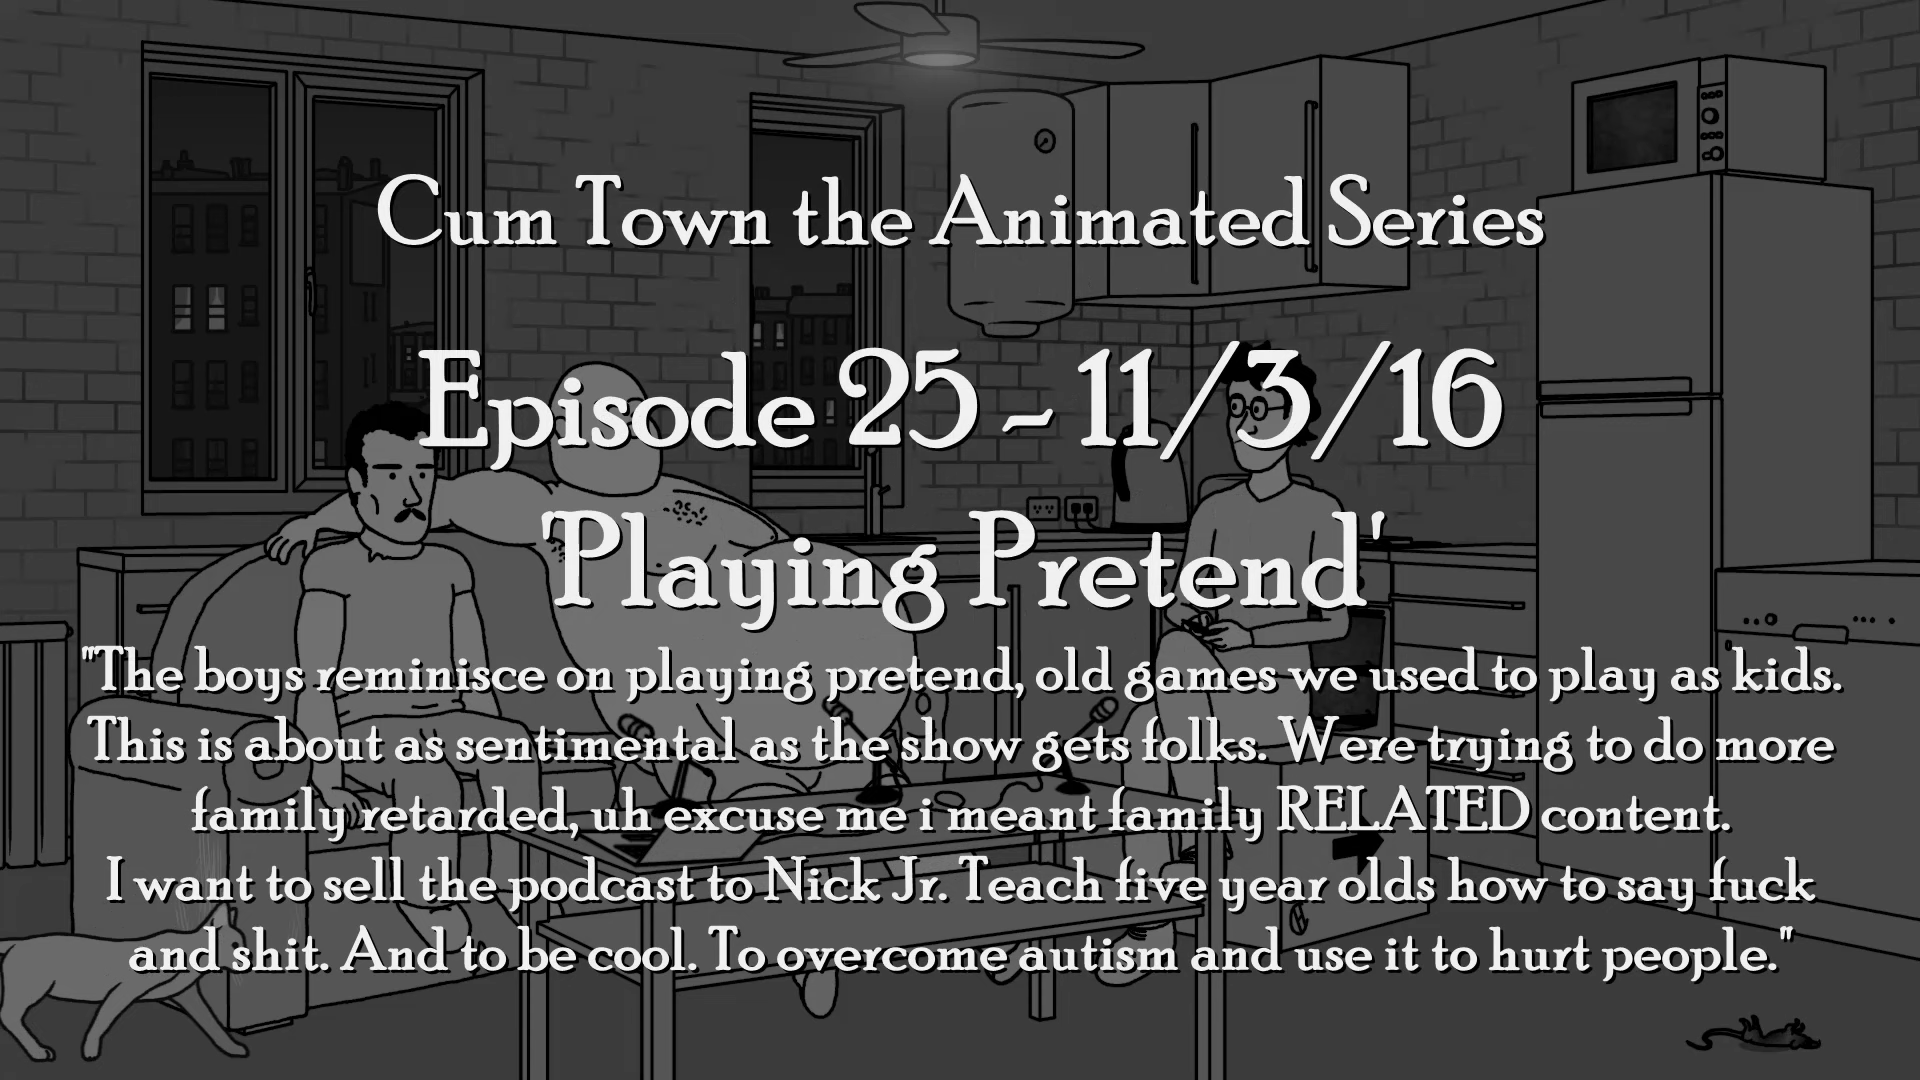 Cum Town the Animated Series
Episode 25 - 11/3/16
'Playing Pretend'
"The boys reminisce on playing pretend, old games we used to play as kids.
This is about as sentimental as the show gets folks. Were trying to do more
family retarded, uh excuse me i meant family RELATED content.
I want to sell the podcast to Nick Jr. Teach five year olds how to say fuck
and shit. And to be cool. To overcome autism and use it to hurt people."